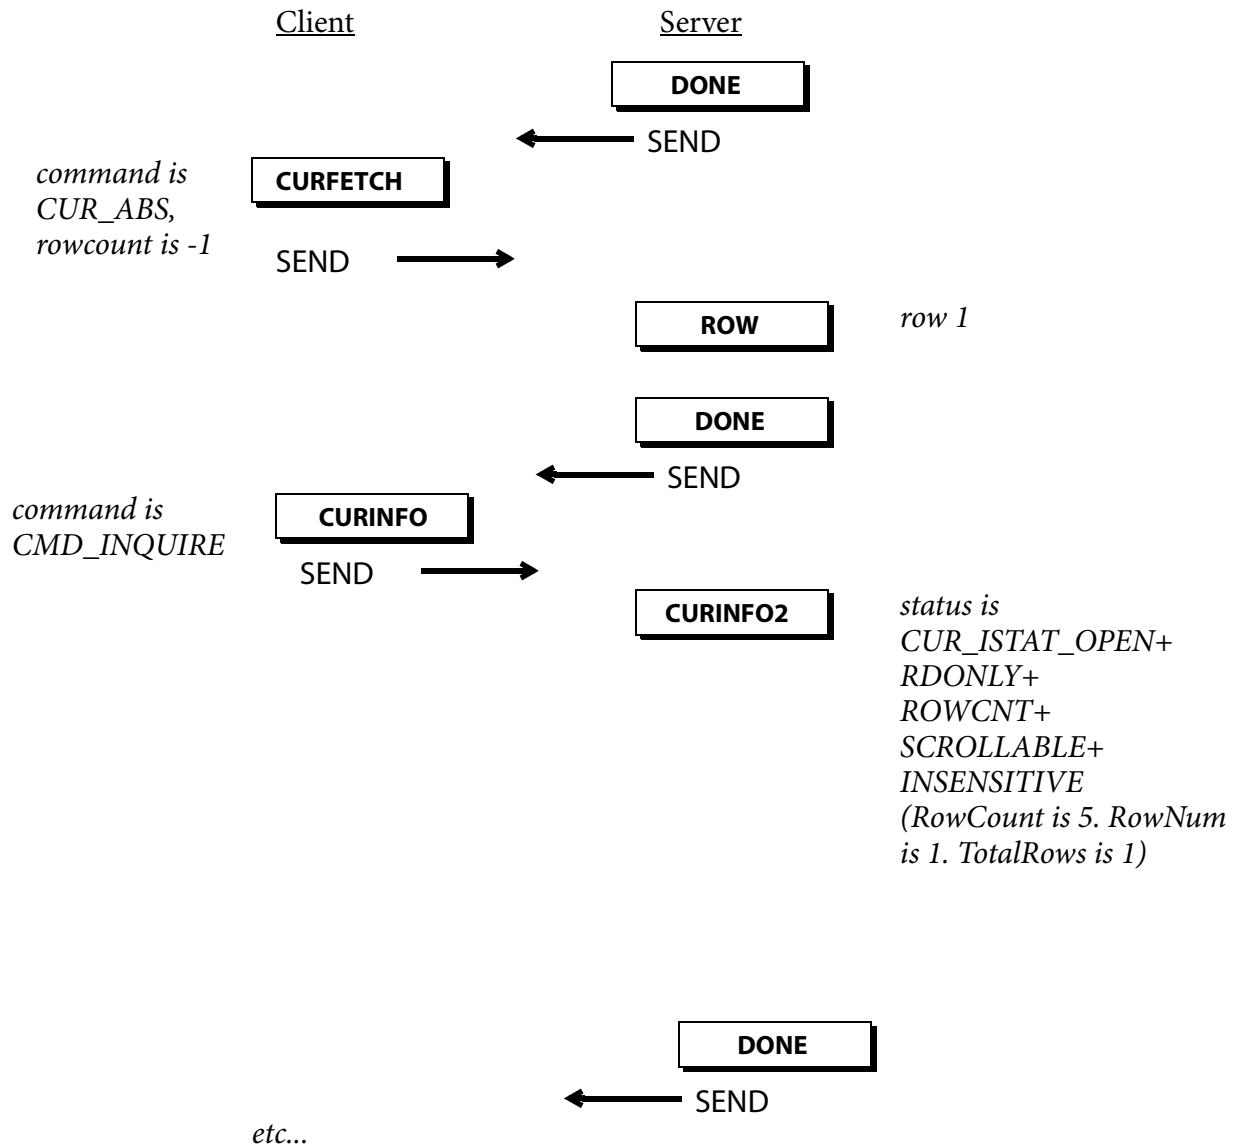 Client Server
DONE
SEND
command is
CUR_ABS,
rowcount is -1
CURFETCH
SEND
ROW
row 1
DONE
SEND
command is
CMD_INQUIRE
CURINFO
SEND
CURINFO2
status is
CUR_ISTAT_OPEN+
RDONLY+
ROWCNT+
SCROLLABLE+
INSENSITIVE
(RowCount is 5. RowNum
is 1. TotalRows is 1)
DONE
SEND
etc...